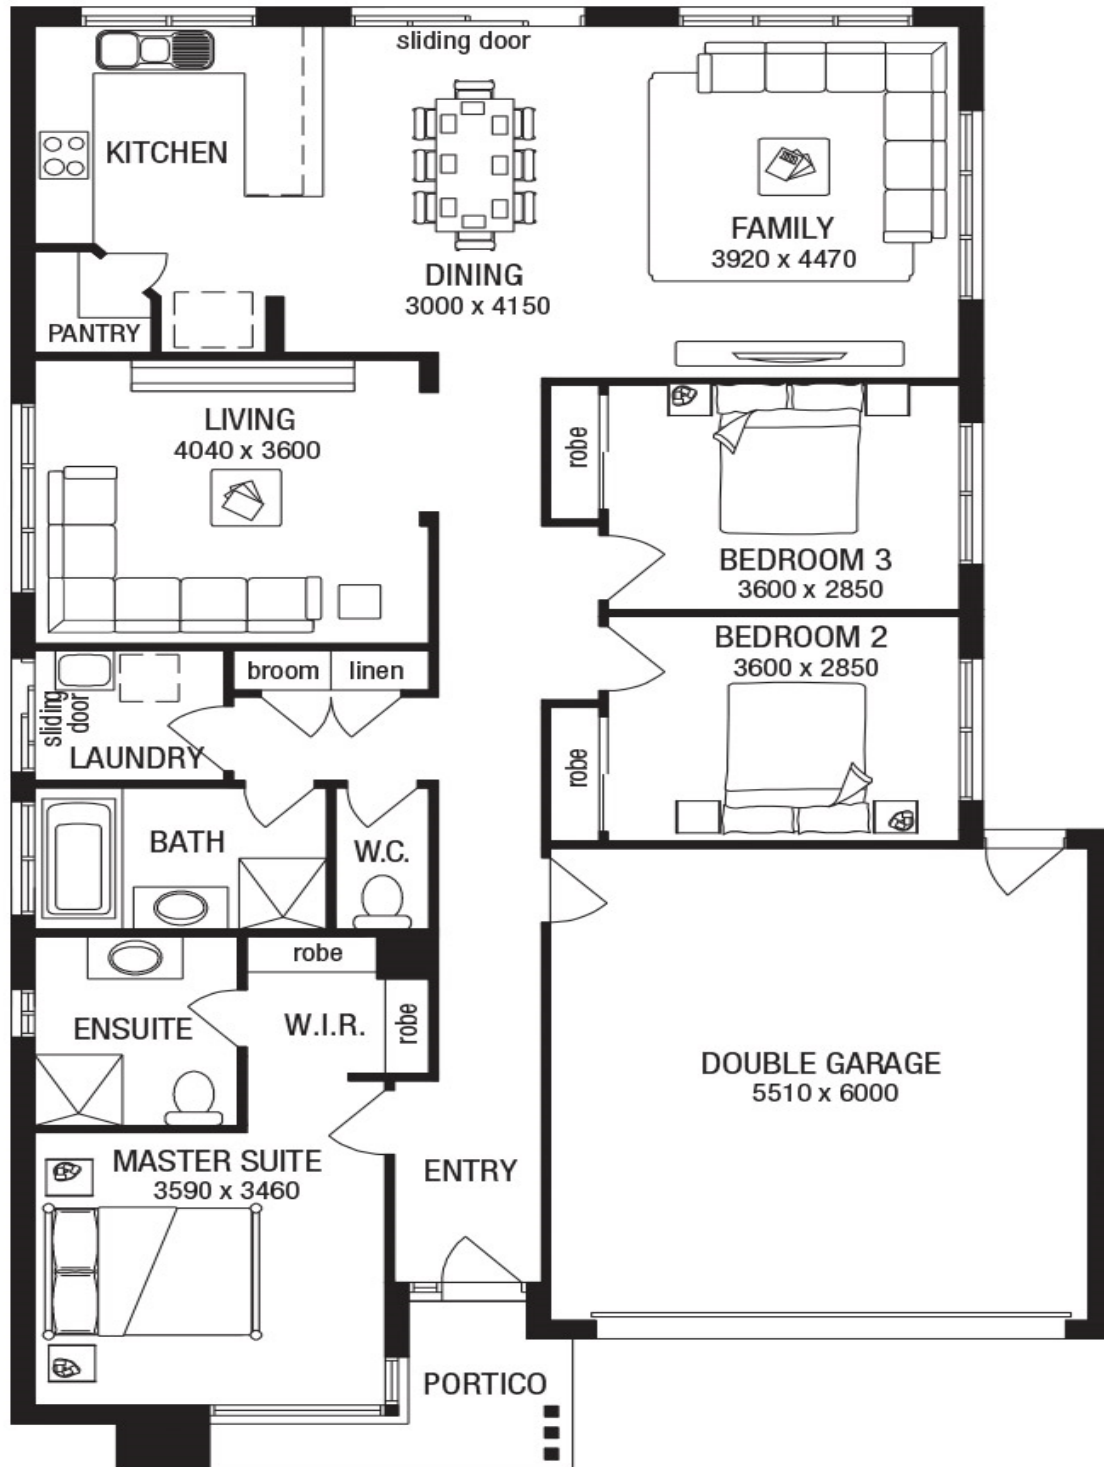 sliding door
KITCHEN
FAMILY
3920 x 4470
DINING
3000 x 4150
PANTRY
LIVING
4040 x 3600
robe
BEDROOM 3
3600 x 2850
BEDROOM 2
3600 x 2850
broom
linen
sliding
door
LAUNDRY
robe
BATH
W.C.
robe
ENSUITE
W.I.R.
robe
DOUBLE GARAGE
5510 x 6000
MASTER SUITE
3590 x 3460
ENTRY
PORTICO